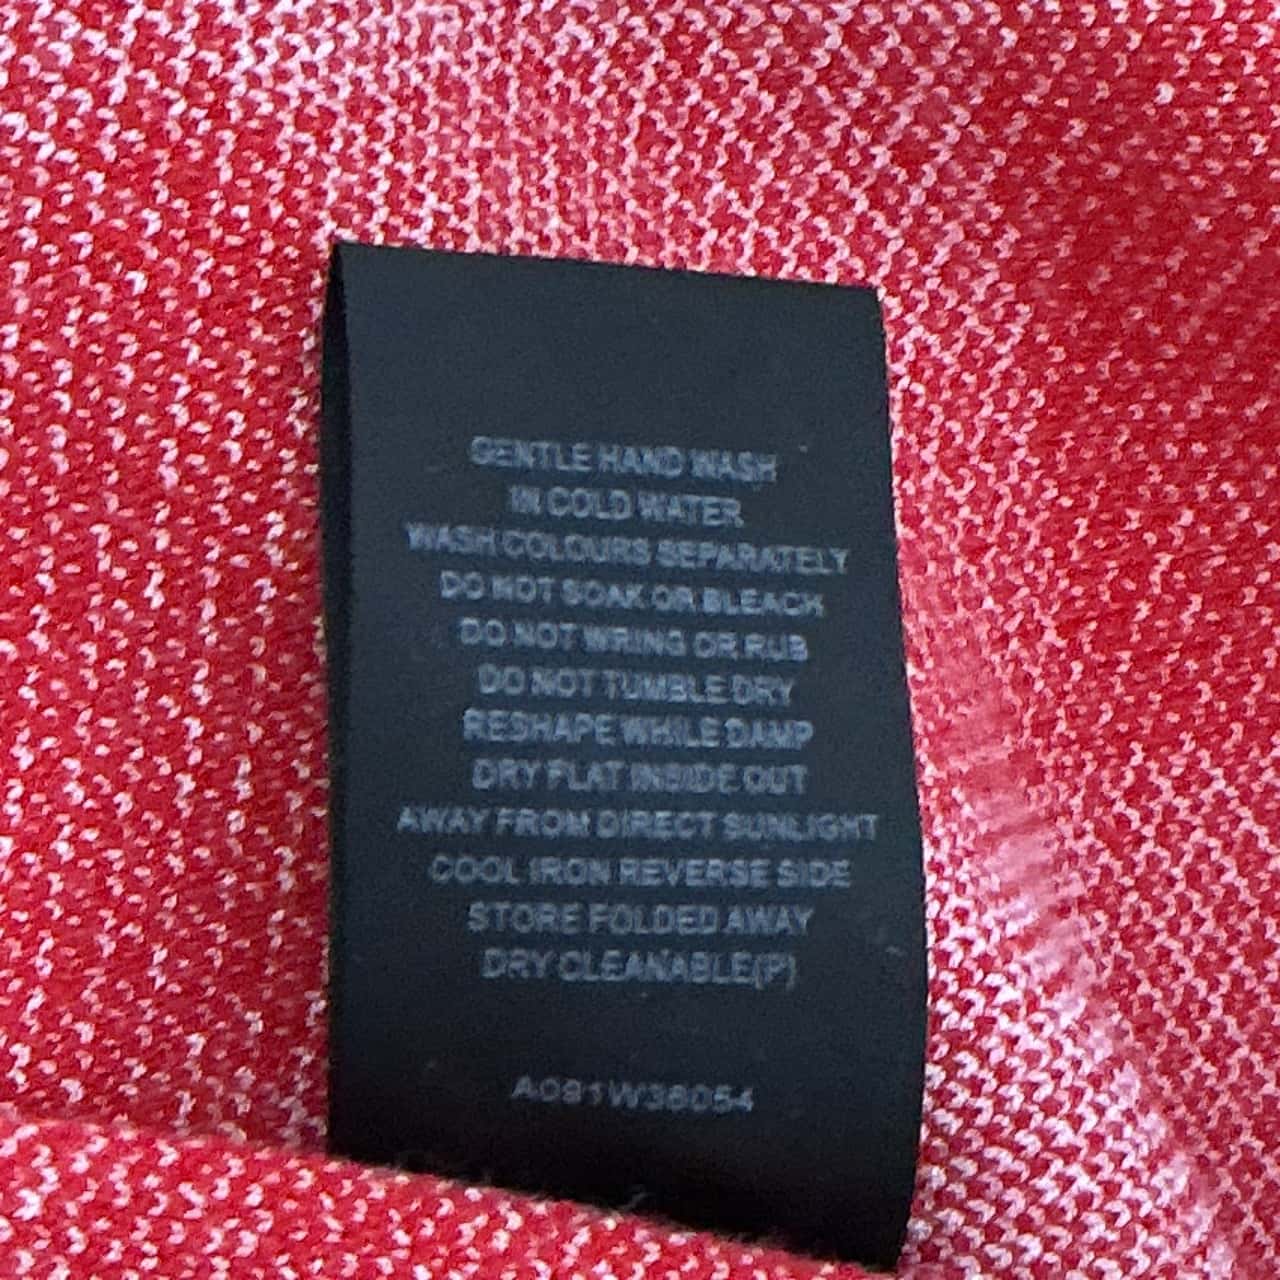 GENTLE HAND WASH
IN COLD WATER
WASH COLOURS SEPARATELY
DO NOT SOAK OR BLEACH
DO NOT WRING OR RUB
DO NOT TUMBLE DRY
RESHAPE WHILE DAMP
DRY FLAT INSIDE OUT
AWAY FROM DIRECT SUNLIGHT
COOL IRON REVERSE SIDE
STORE FOLDED AWAY
DRY CLEANABLE(P)
A091W36054